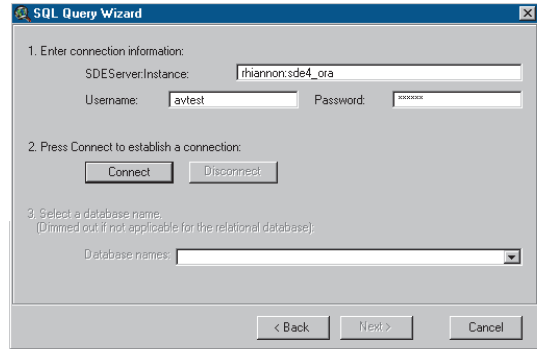 SQL Query Wizard
1. Enter connection information:
SDEServer:Instance: rhiannon:sde4_ora
Username: avtest Password: ******
2. Press Connect to establish a connection:
Connect Disconnect
3. Select a database name.
(Dimmed out if not applicable for the relational database):
Database names:
< Back Next > Cancel